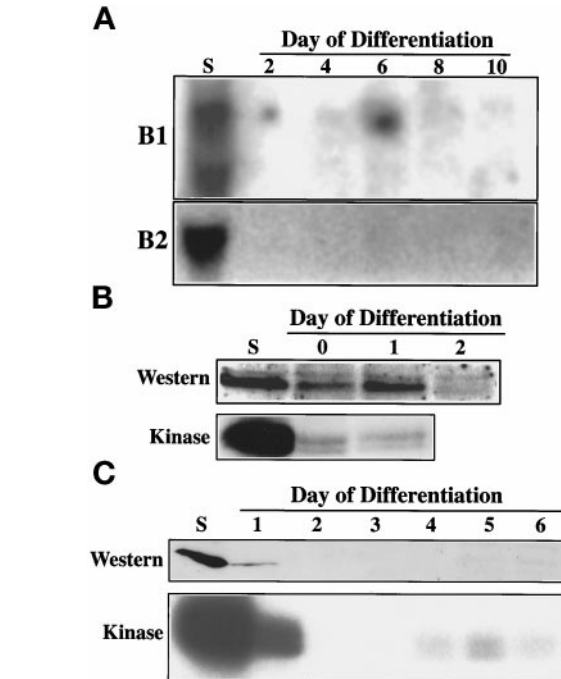 A
Day of Differentiation
S 2 4 6 8 10
B1
B2
B
Day of Differentiation
S 0 1 2
Western
Kinase
C
Day of Differentiation
S 1 2 3 4 5 6
Western
Kinase